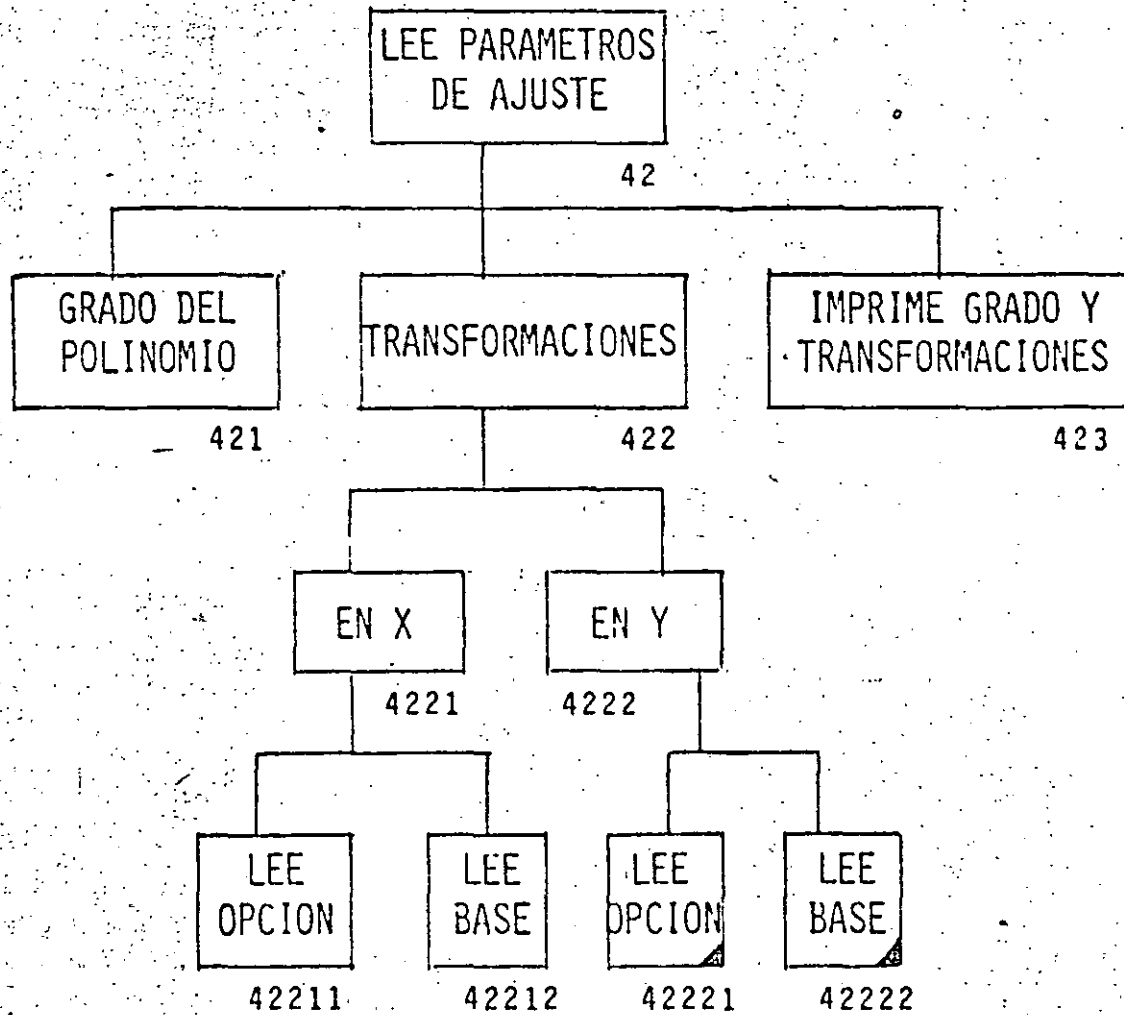 LEE PARAMETROS
DE AJUSTE
42
GRADO DEL
POLINOMIO
421
TRANSFORMACIONES
422
IMPRIME GRADO Y
TRANSFORMACIONES
423
EN X
4221
EN Y
4222
LEE
OPCION
42211
LEE
BASE
42212
LEE
OPCION
42221
LEE
BASE
42222